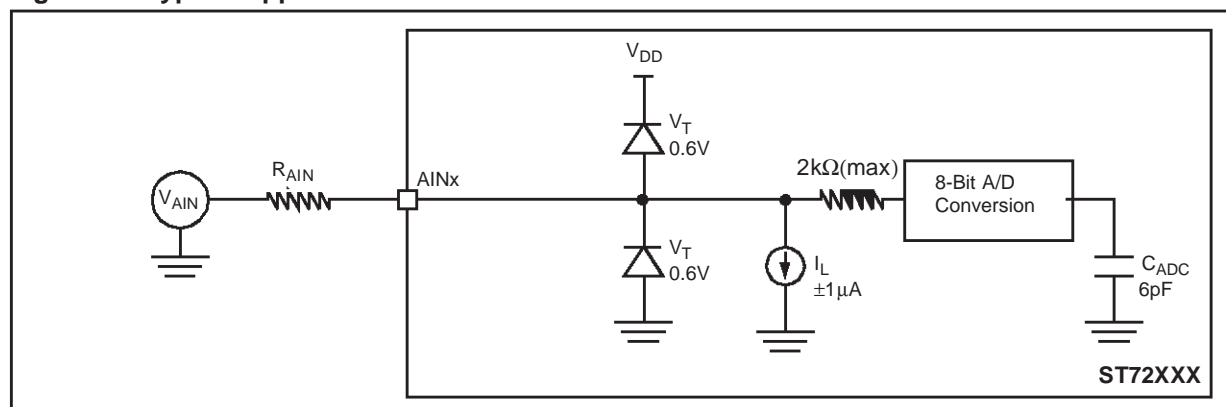 V_DD
V_T
0.6V
R_AIN
AINx
2kΩ(max)
8-Bit A/D
Conversion
V_AIN
V_T
0.6V
I_L
±1μA
C_ADC
6pF
ST72XXX